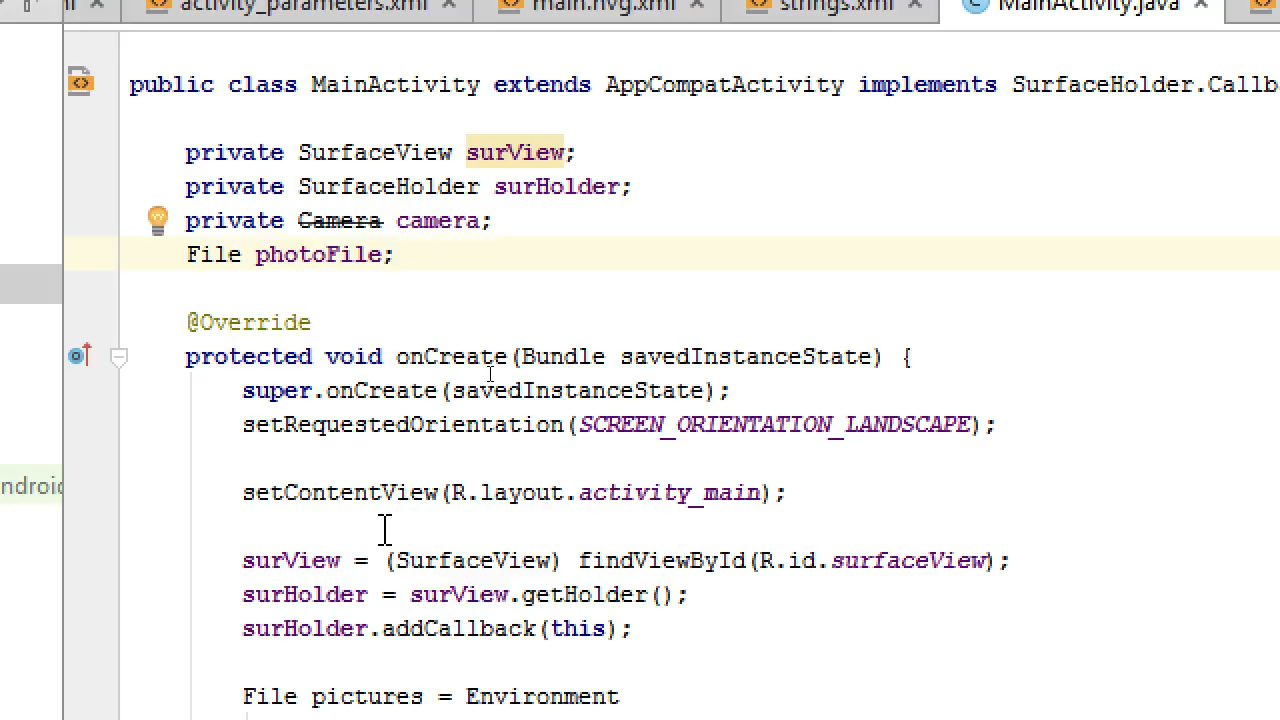 activity_parameters.xml main.nvg.xml strings.xml MainActivity.java
public class MainActivity extends AppCompatActivity implements SurfaceHolder.Callb
private SurfaceView surView;
private SurfaceHolder surHolder;
private Camera camera;
File photoFile;
@Override
protected void onCreate(Bundle savedInstanceState) {
super.onCreate(savedInstanceState);
setRequestedOrientation(SCREEN_ORIENTATION_LANDSCAPE);
ndroid
setContentView(R.layout.activity_main);
surView = (SurfaceView) findViewById(R.id.surfaceView);
surHolder = surView.getHolder();
surHolder.addCallback(this);
File pictures = Environment